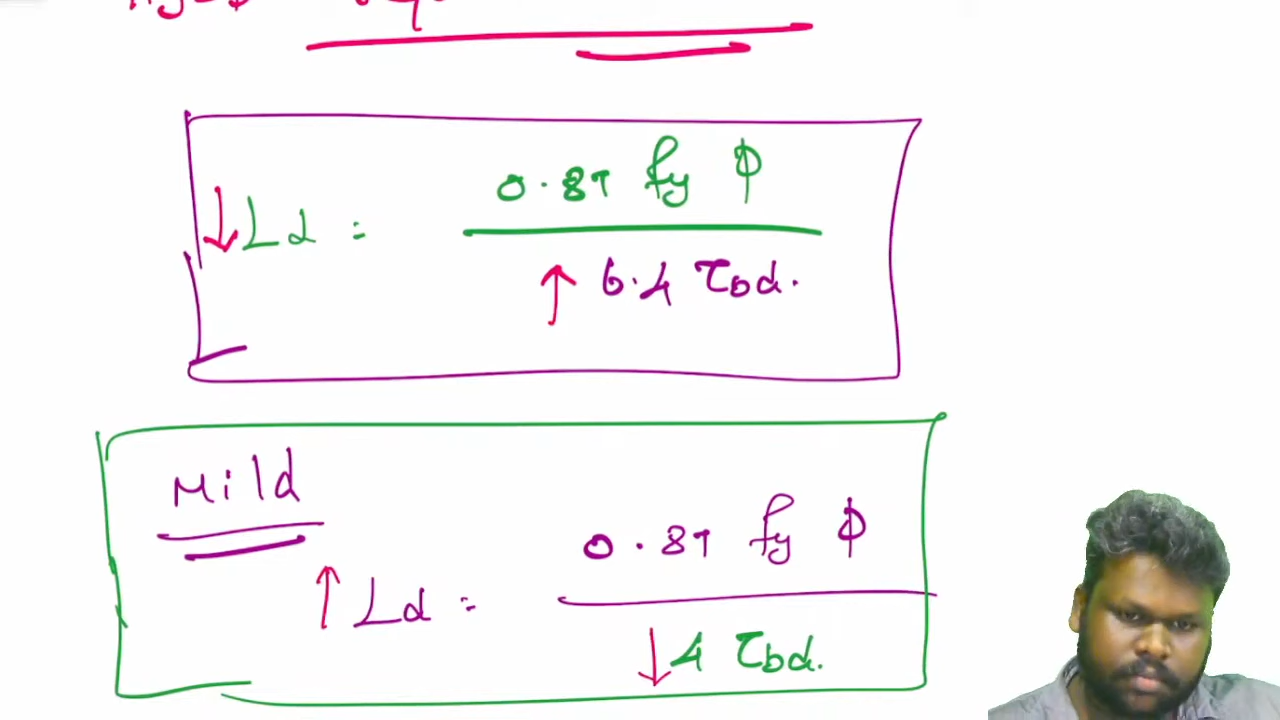 ↓ Ld = 0.87 fy φ
↑ 6.4 τbd.
Mild
↑ Ld = 0.87 fy φ
↓ 4 τbd.